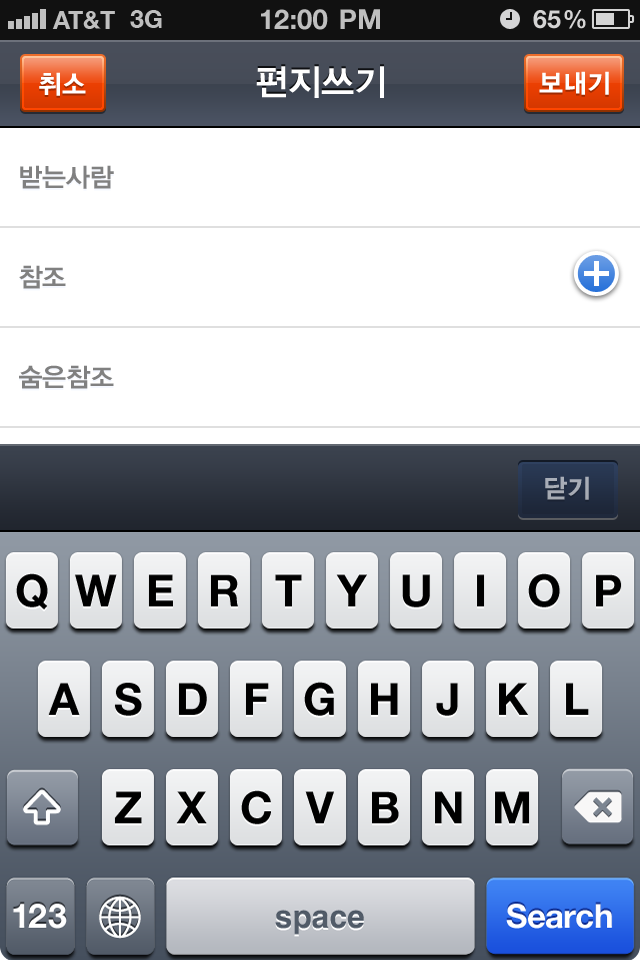 AT&T 3G 12:00 PM 65%
취소 편지쓰기 보내기
받는사람
참조
숨은참조
닫기
Q W E R T Y U I O P
A S D F G H J K L
Z X C V B N M
123 space Search